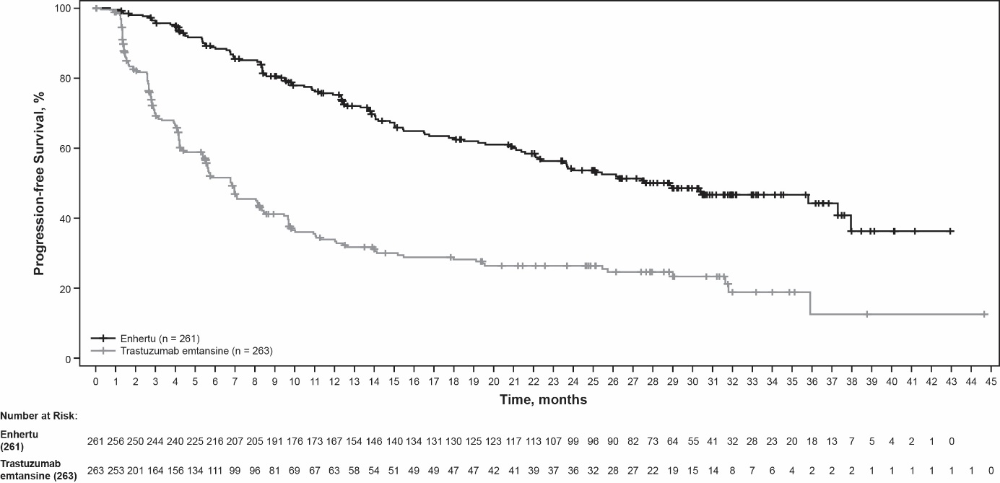 Progression-free Survival, %
100
80
60
40
20
0
Enhertu (n = 261)
Trastuzumab emtansine (n = 263)
0 1 2 3 4 5 6 7 8 9 10 11 12 13 14 15 16 17 18 19 20 21 22 23 24 25 26 27 28 29 30 31 32 33 34 35 36 37 38 39 40 41 42 43 44 45
Time, months
Number at Risk:
Enhertu
(261)
261 256 250 244 240 225 216 207 205 191 176 173 167 154 146 140 134 131 130 125 123 117 113 107 99 96 90 82 73 64 55 41 32 28 23 20 18 13 7 5 4 2 1 0
Trastuzumab
emtansine (263)
263 253 201 164 156 134 111 99 96 81 69 67 63 58 54 51 49 49 47 47 42 41 39 37 36 32 28 27 22 19 15 14 8 7 6 4 2 2 2 1 1 1 1 1 1 0